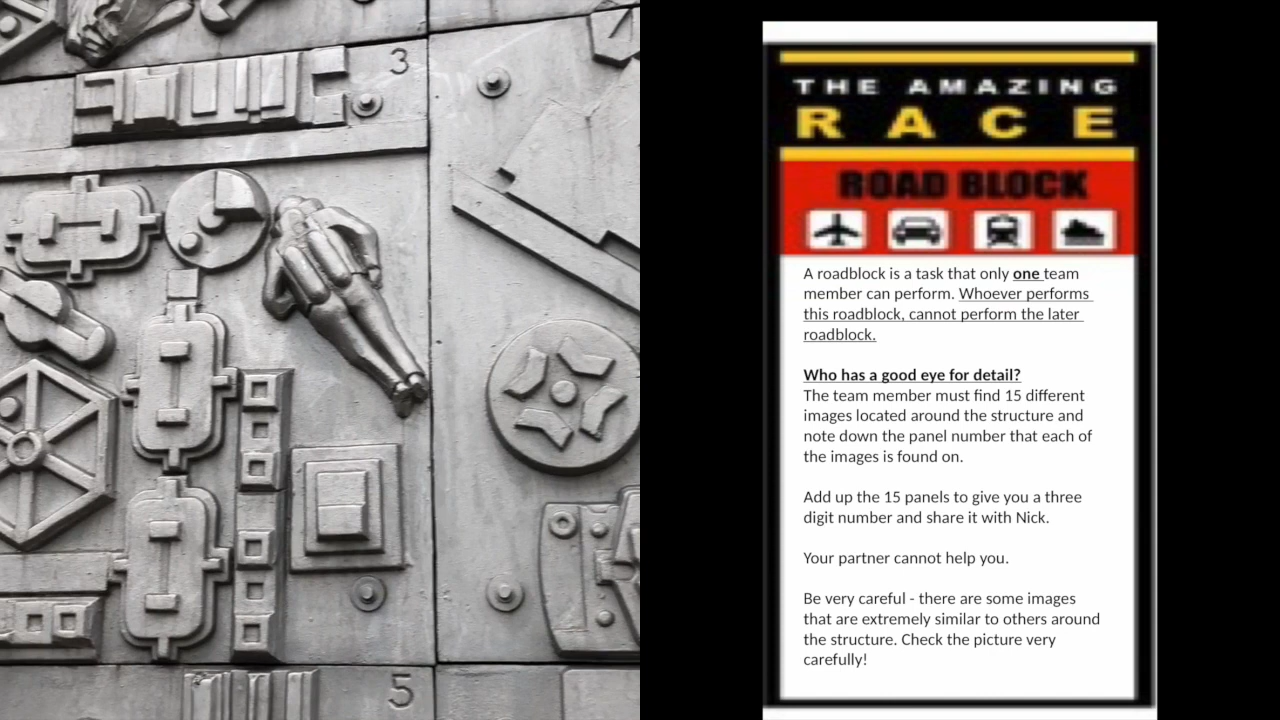 3
5
THE AMAZING
RACE
ROAD BLOCK
A roadblock is a task that only one team
member can perform. Whoever performs
this roadblock, cannot perform the later
roadblock.
Who has a good eye for detail?
The team member must find 15 different
images located around the structure and
note down the panel number that each of
the images is found on.
Add up the 15 panels to give you a three
digit number and share it with Nick.
Your partner cannot help you.
Be very careful - there are some images
that are extremely similar to others around
the structure. Check the picture very
carefully!